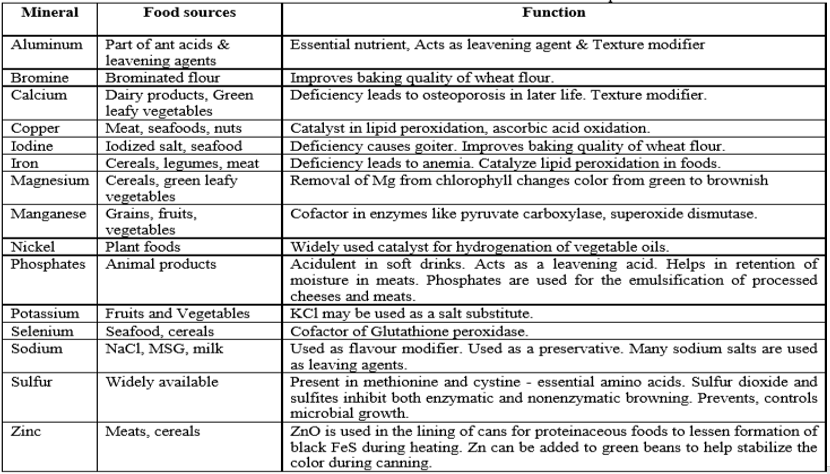 Mineral Food sources Function
Aluminum Part of ant acids & Essential nutrient, Acts as leavening agent & Texture modifier
leavening agents
Bromine Brominated flour Improves baking quality of wheat flour.
Calcium Dairy products, Green Deficiency leads to osteoporosis in later life. Texture modifier.
leafy vegetables
Copper Meat, seafoods, nuts Catalyst in lipid peroxidation, ascorbic acid oxidation.
Iodine Iodized salt, seafood Deficiency causes goiter. Improves baking quality of wheat flour.
Iron Cereals, legumes, meat Deficiency leads to anemia. Catalyze lipid peroxidation in foods.
Magnesium Cereals, green leafy Removal of Mg from chlorophyll changes color from green to brownish
vegetables
Manganese Grains, fruits, Cofactor in enzymes like pyruvate carboxylase, superoxide dismutase.
vegetables
Nickel Plant foods Widely used catalyst for hydrogenation of vegetable oils.
Phosphates Animal products Acidulent in soft drinks. Acts as a leavening acid. Helps in retention of
moisture in meats. Phosphates are used for the emulsification of processed
cheeses and meats.
Potassium Fruits and Vegetables KCl may be used as a salt substitute.
Selenium Seafood, cereals Cofactor of Glutathione peroxidase.
Sodium NaCl, MSG, milk Used as flavour modifier. Used as a preservative. Many sodium salts are used
as leaving agents.
Sulfur Widely available Present in methionine and cystine - essential amino acids. Sulfur dioxide and
sulfites inhibit both enzymatic and nonenzymatic browning. Prevents, controls
microbial growth.
Zinc Meats, cereals ZnO is used in the lining of cans for proteinaceous foods to lessen formation of
black FeS during heating. Zn can be added to green beans to help stabilize the
color during canning.